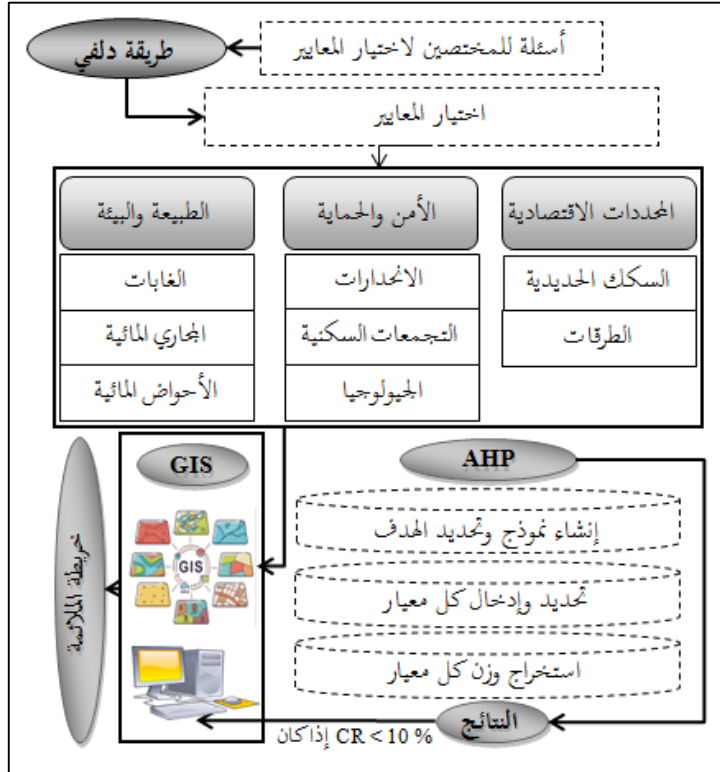 أسئلة للمختصين لاختيار المعايير
طريقة دلفي
اختيار المعايير
المحددات الاقتصادية
السكك الحديدية
الطرقات
الأمن والحماية
الانحدارات
التجمعات السكنية
الجيولوجيا
الطبيعة والبيئة
الغابات
المجاري المائية
الأحواض المائية
AHP
إنشاء نموذج وتحديد الهدف
تحديد وإدخال كل معيار
استخراج وزن كل معيار
النتائج
إذا كان CR < 10 %
GIS
GIS
خريطة الملائمة